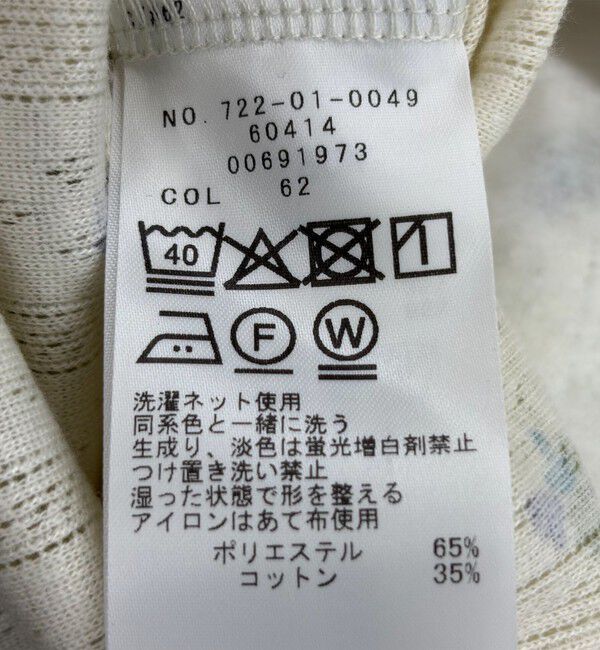 NO. 722-01-0049
60414
00691973
COL 62
40
F W
洗濯ネット使用
同系色と一緒に洗う
生成り、淡色は蛍光増白剤禁止
つけ置き洗い禁止
湿った状態で形を整える
アイロンはあて布使用
ポリエステル 65%
コットン 35%